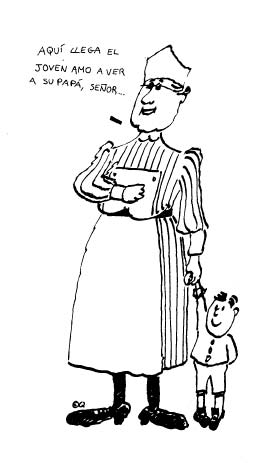 AQUÍ LLEGA EL
JOVEN AMO A VER
A SU PAPÁ, SEÑOR...